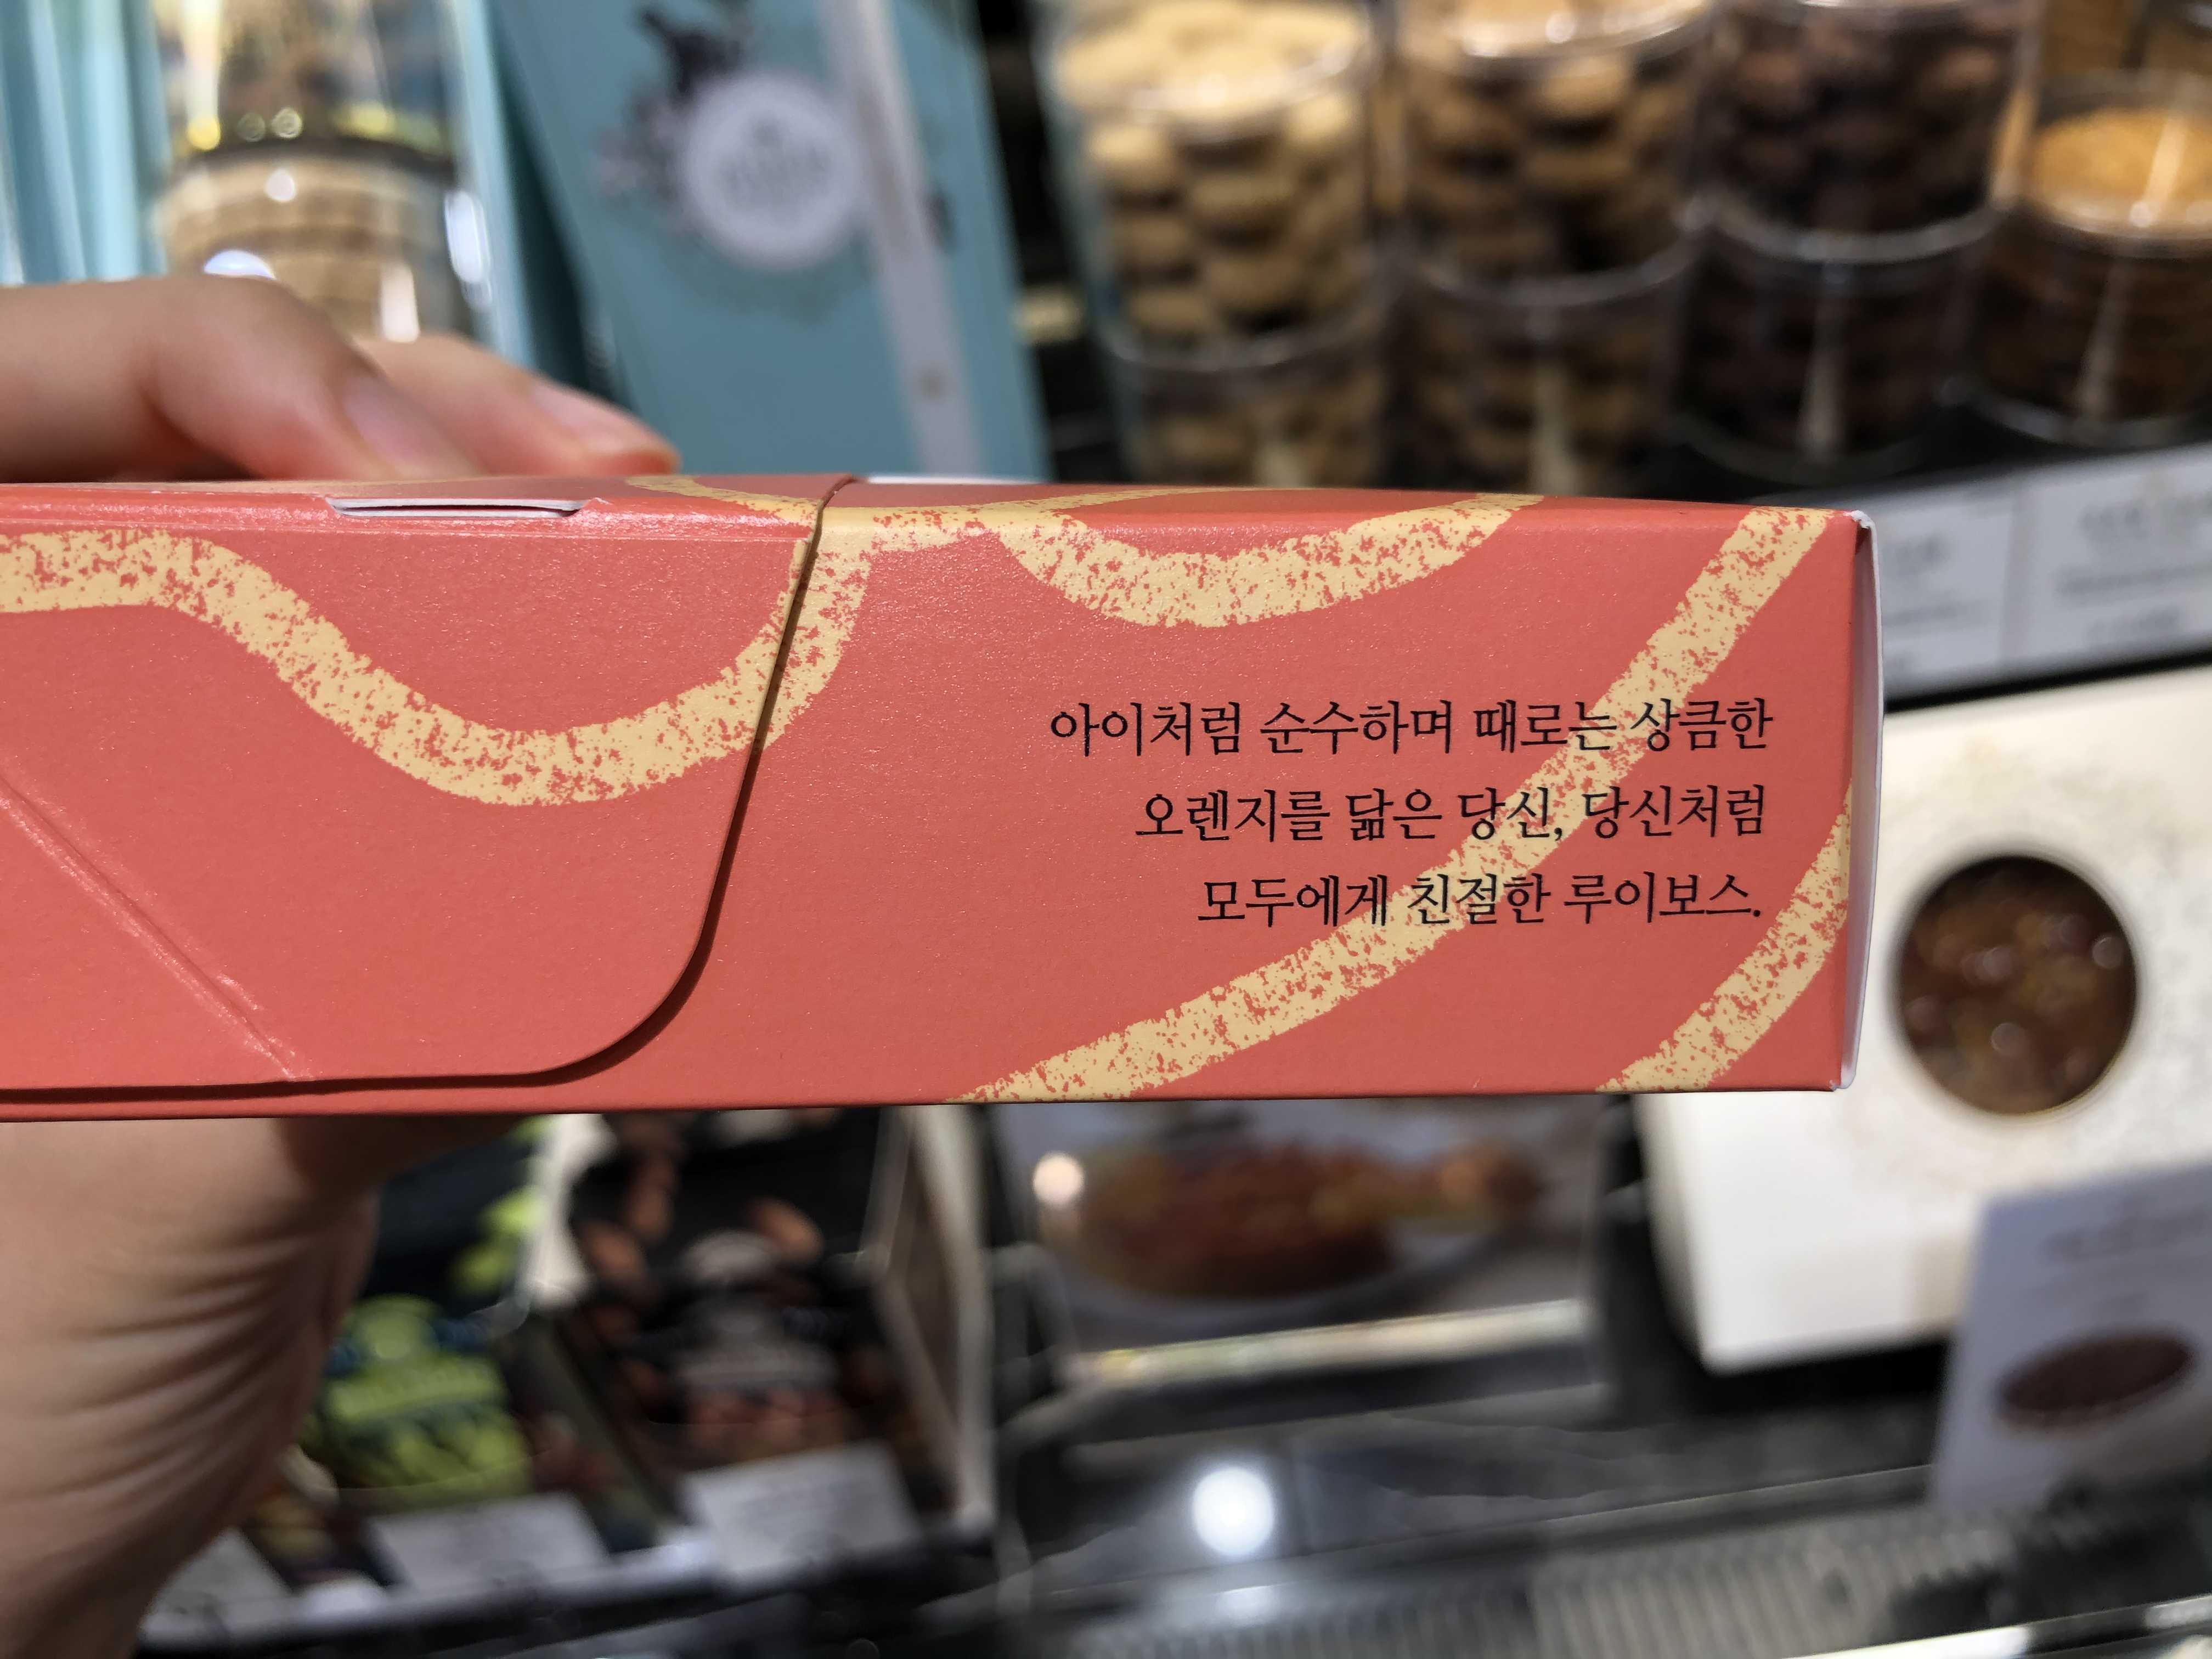 아이처럼 순수하며 때로는 상큼한
오렌지를 닮은 당신, 당신처럼
모두에게 친절한 루이보스.